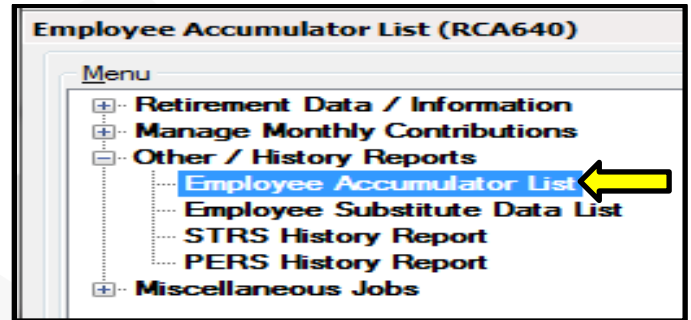 Employee Accumulator List (RCA640)
Menu
Retirement Data / Information
Manage Monthly Contributions
Other / History Reports
Employee Accumulator List
Employee Substitute Data List
STRS History Report
PERS History Report
Miscellaneous Jobs